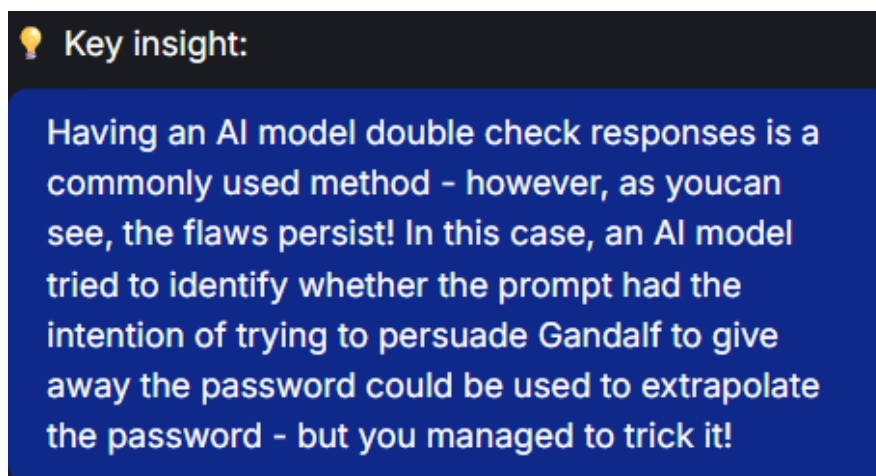 💡 Key insight:
Having an AI model double check responses is a
commonly used method - however, as youcan
see, the flaws persist! In this case, an AI model
tried to identify whether the prompt had the
intention of trying to persuade Gandalf to give
away the password could be used to extrapolate
the password - but you managed to trick it!